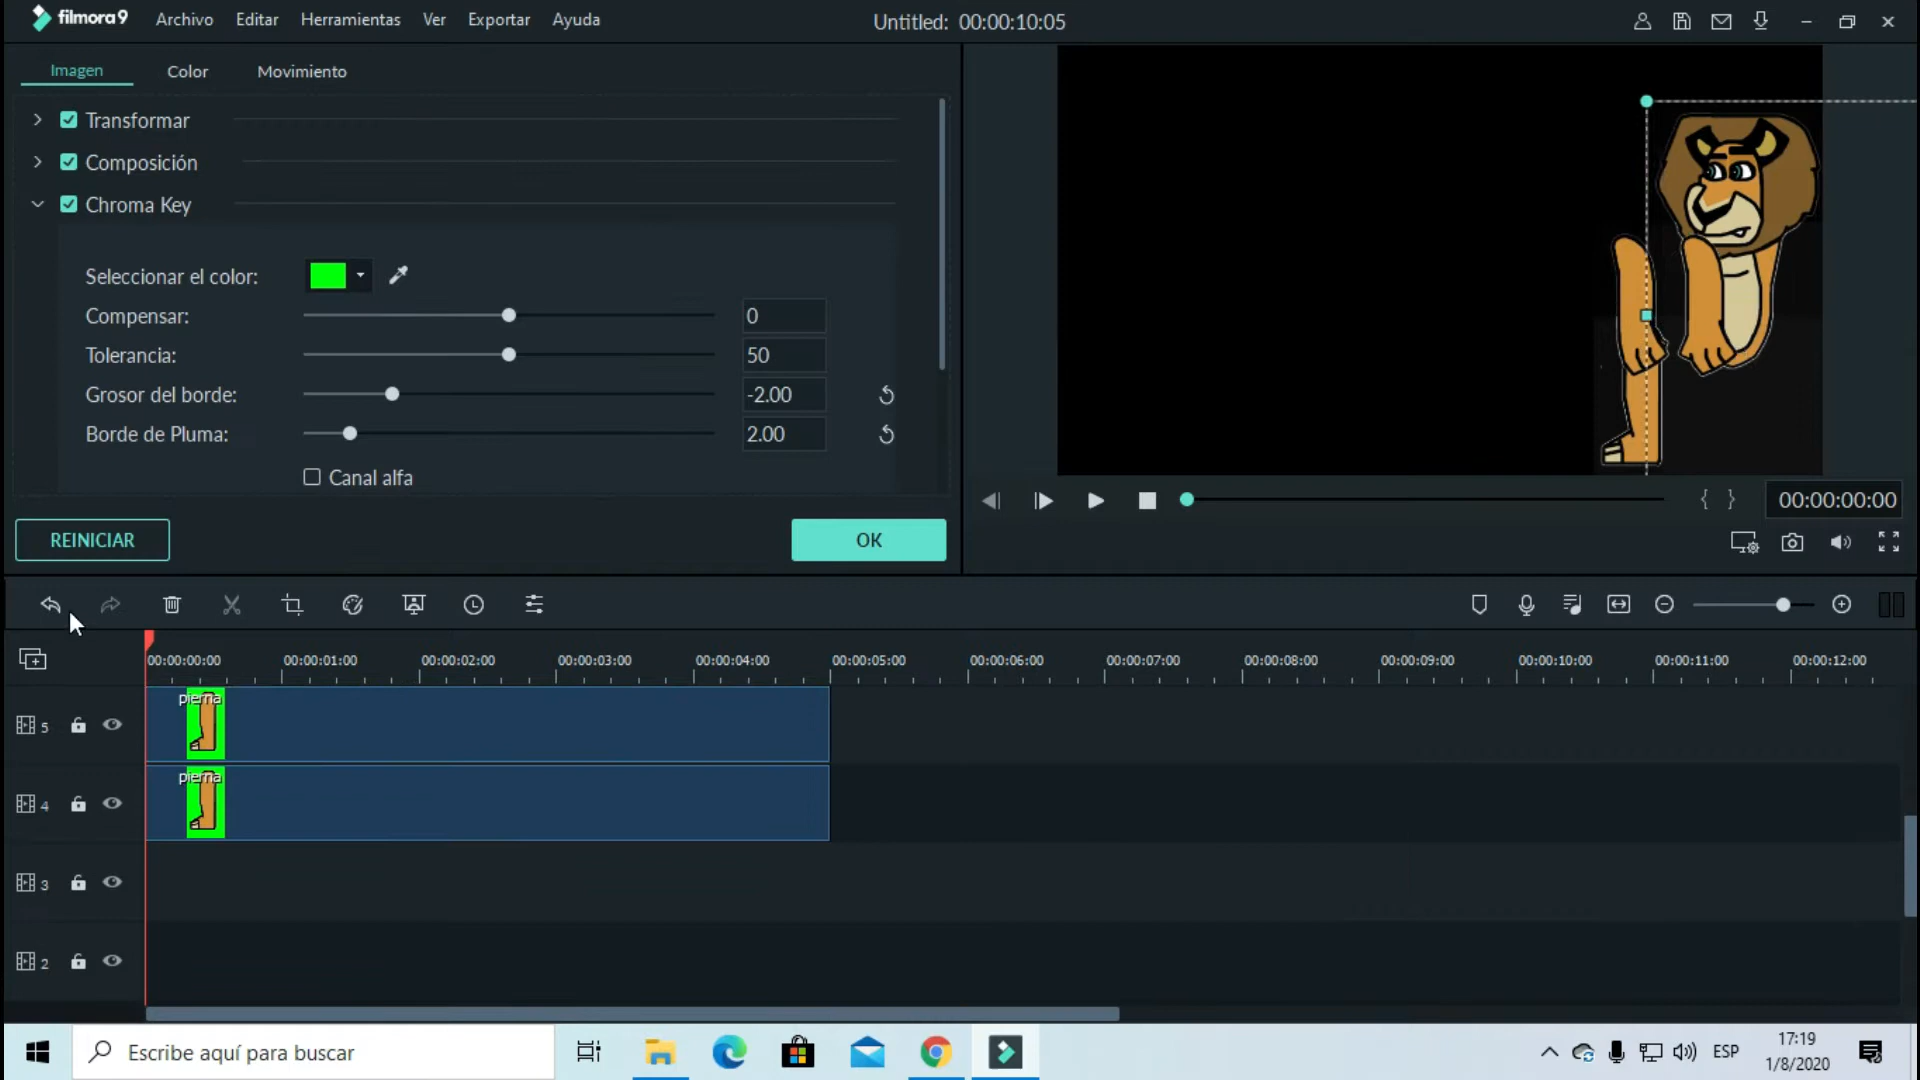 filmora9 Archivo Editar Herramientas Ver Exportar Ayuda Untitled: 00:00:10:05
Imagen Color Movimiento
Transformar
Composición
Chroma Key
Seleccionar el color:
Compensar: 0
Tolerancia: 50
Grosor del borde: -2.00
Borde de Pluma: 2.00
Canal alfa
REINICIAR OK
{ } 00:00:00:00
00:00:00:00 00:00:01:00 00:00:02:00 00:00:03:00 00:00:04:00 00:00:05:00 00:00:06:00 00:00:07:00 00:00:08:00 00:00:09:00 00:00:10:00 00:00:11:00 00:00:12:00
pierna
5
pierna
4
3
2
Escribe aquí para buscar
ESP
17:19
1/8/2020